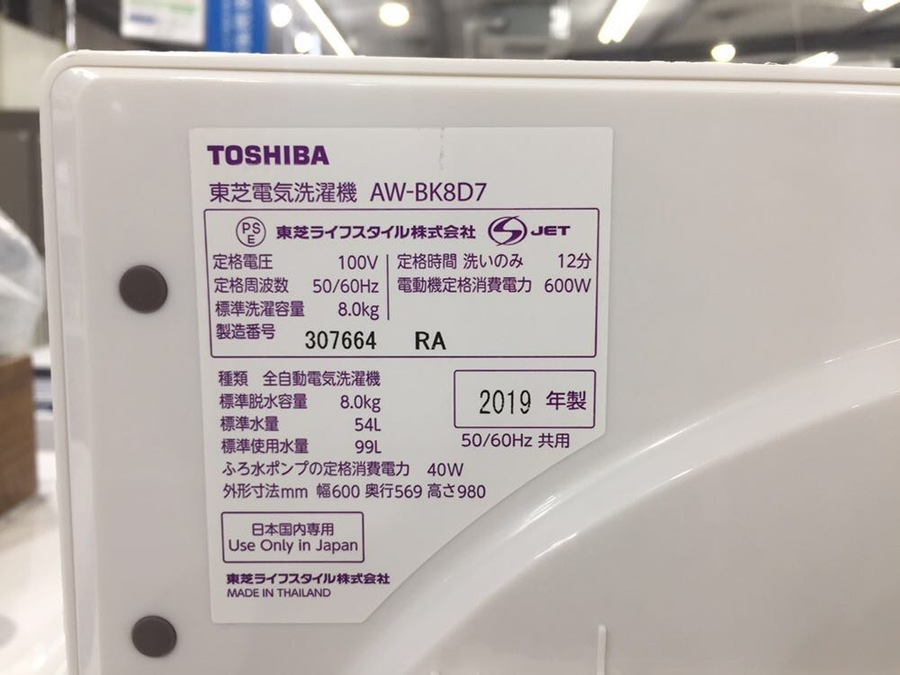 TOSHIBA
東芝電気洗濯機 AW-BK8D7
PS E 東芝ライフスタイル株式会社 JET
定格電圧 100V
定格周波数 50/60Hz
標準洗濯容量 8.0kg
定格時間 洗いのみ 12分
電動機定格消費電力 600W
製造番号 307664 RA
種類 全自動電気洗濯機
標準脱水容量 8.0kg
標準水量 54L
標準使用水量 99L
2019 年製
50/60Hz 共用
ふろ水ポンプの定格消費電力 40W
外形寸法mm 幅600 奥行569 高さ980
日本国内専用
Use Only in Japan
東芝ライフスタイル株式会社
MADE IN THAILAND